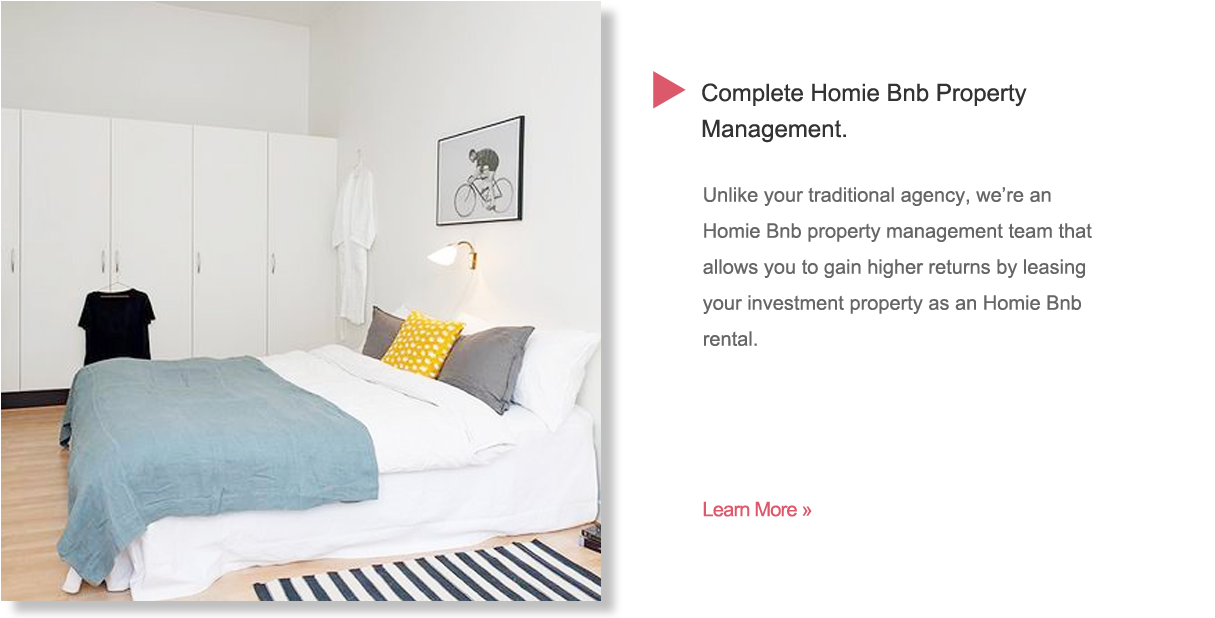 Complete Homie Bnb Property
Management.
Unlike your traditional agency, we’re an
Homie Bnb property management team that
allows you to gain higher returns by leasing
your investment property as an Homie Bnb
rental.
Learn More »